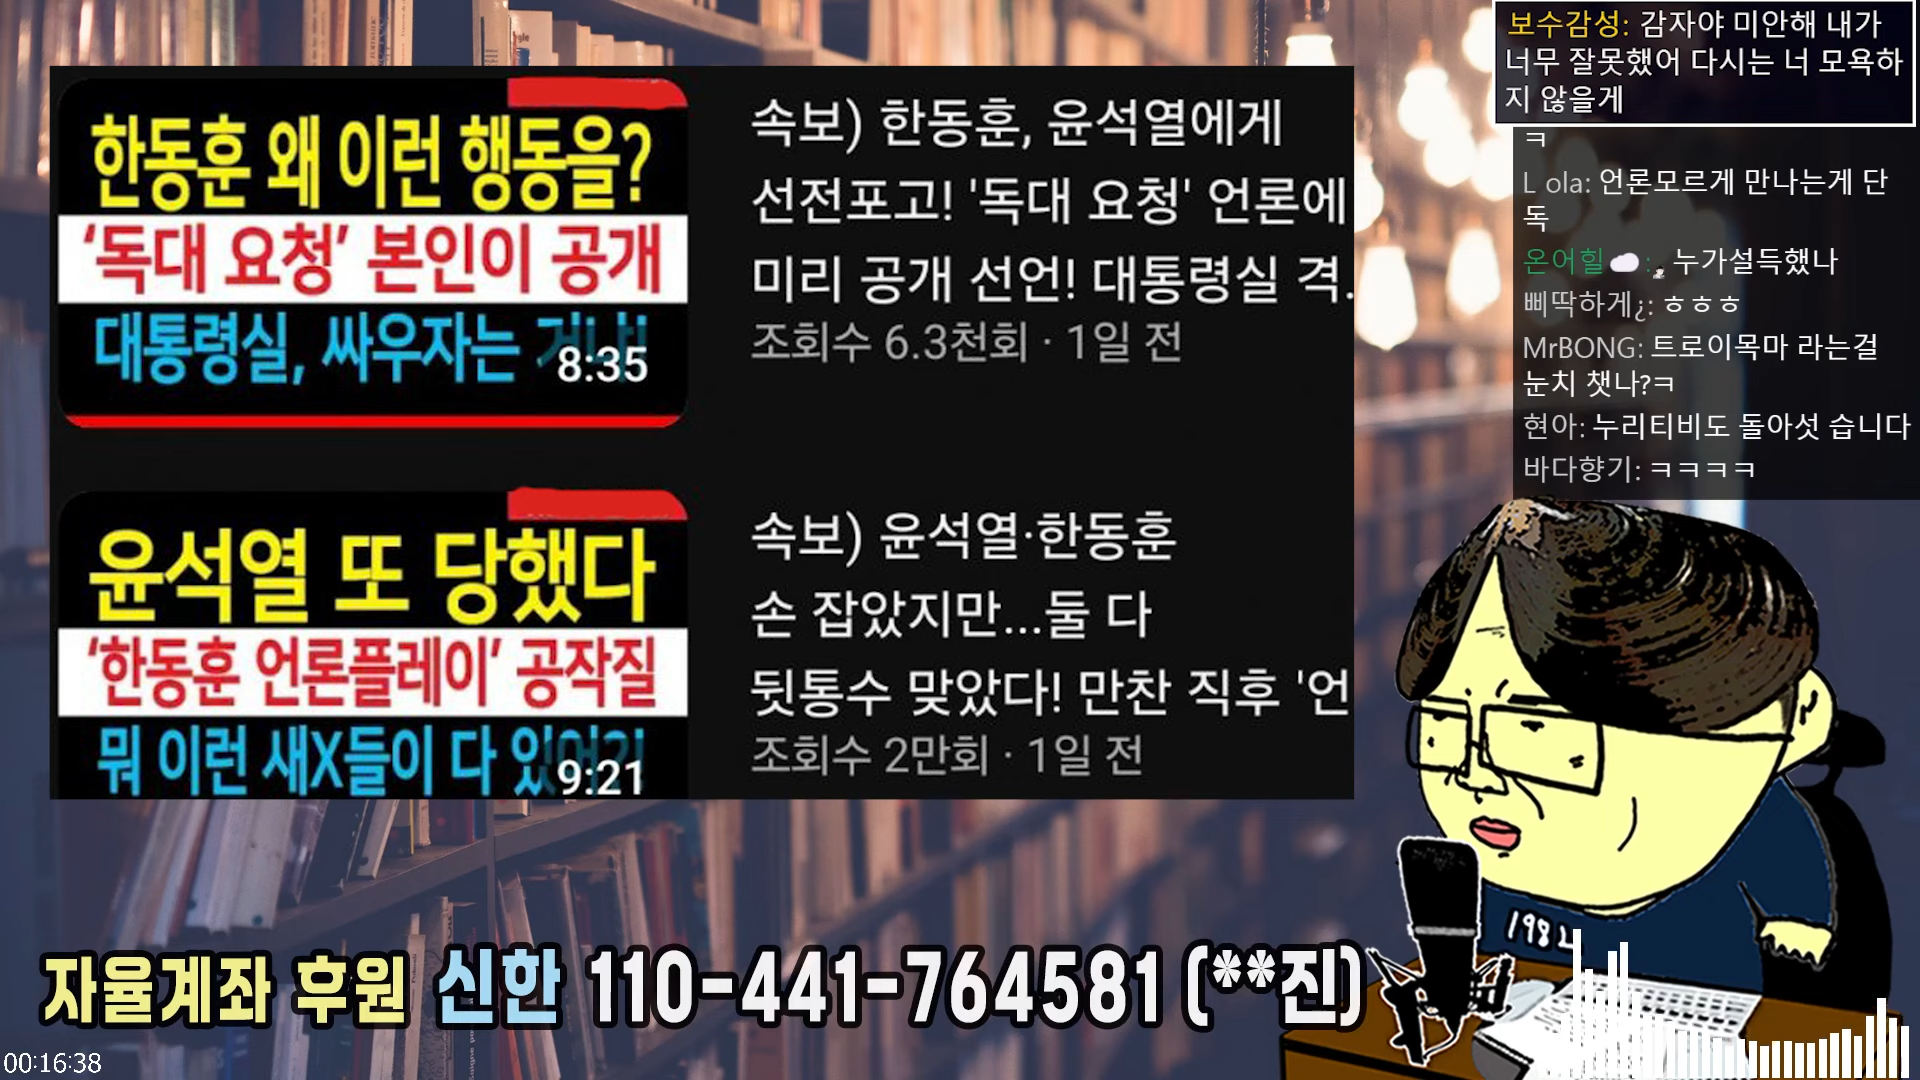 한동훈 왜 이런 행동을?
'독대 요청' 본인이 공개
대통령실, 싸우자는
8:35
속보) 한동훈, 윤석열에게
선전포고! '독대 요청' 언론에
미리 공개 선언! 대통령실 격.
조회수 6.3천회 · 1일 전
윤석열 또 당했다
'한동훈 언론플레이' 공작질
뭐 이런 새X들이 다
9:21
속보) 윤석열·한동훈
손 잡았지만...둘 다
뒷통수 맞았다! 만찬 직후 '언
조회수 2만회 · 1일 전
보수감성: 감자야 미안해 내가
너무 잘못했어 다시는 너 모욕하
지 않을게
ㅋ
L ola: 언론모르게 만나는게 단
독
온어힐 : 누가설득했나
삐딱하게¿: ㅎㅎㅎ
MrBONG: 트로이목마 라는걸
눈치 챗나?ㅋ
현아: 누리티비도 돌아섯 습니다
바다향기: ㅋㅋㅋㅋ
1982
자율계좌 후원 신한 110-441-764581 (**진)
00:16:38